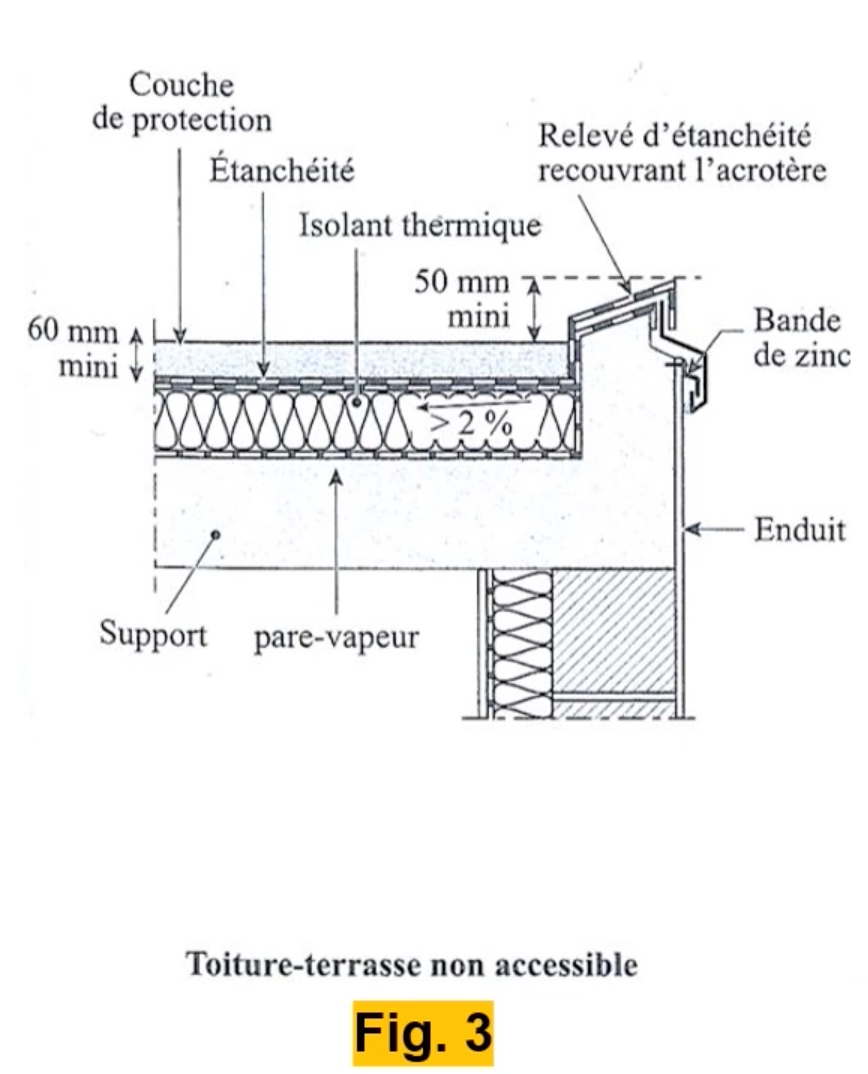 Couche
de protection
Étanchéité
Isolant thermique
Relevé d'étanchéité
recouvrant l'acrotère
50 mm
mini
60 mm
mini
Bande
de zinc
> 2 %
Enduit
Support
pare-vapeur
Toiture-terrasse non accessible
Fig. 3